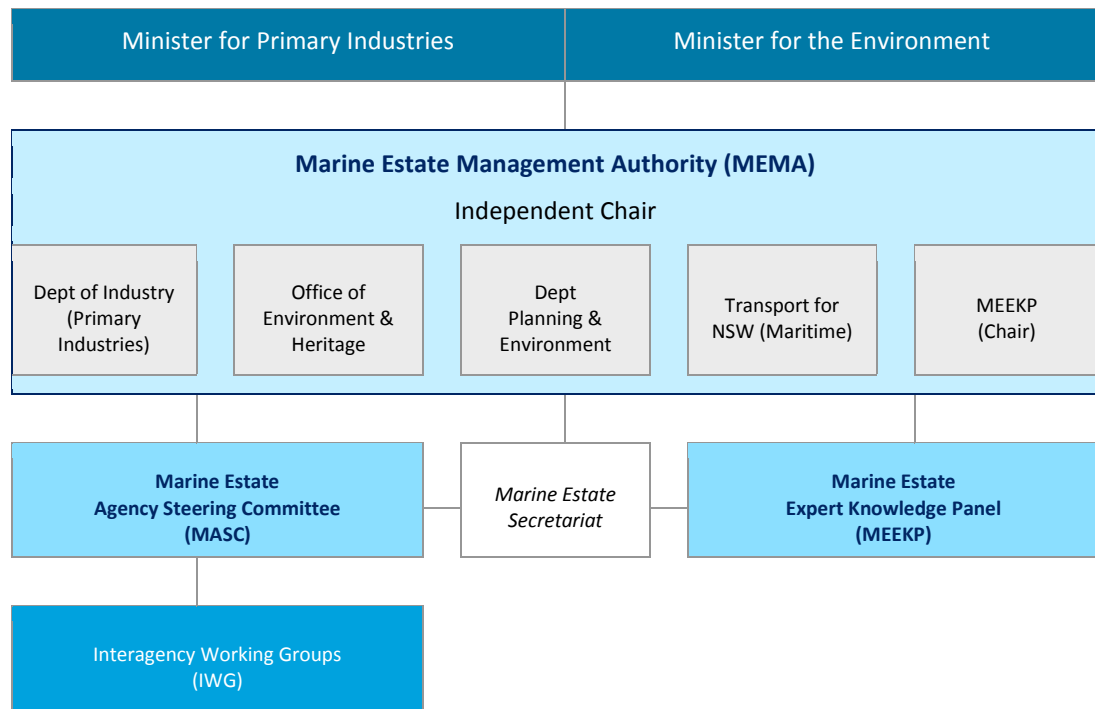 Minister for Primary Industries
Minister for the Environment
Marine Estate Management Authority (MEMA)
Independent Chair
Dept of Industry
(Primary
Industries)
Office of
Environment &
Heritage
Dept
Planning &
Environment
Transport for
NSW (Maritime)
MEEKP
(Chair)
Marine Estate
Agency Steering Committee
(MASC)
Marine Estate
Secretariat
Marine Estate
Expert Knowledge Panel
(MEEKP)
Interagency Working Groups
(IWG)